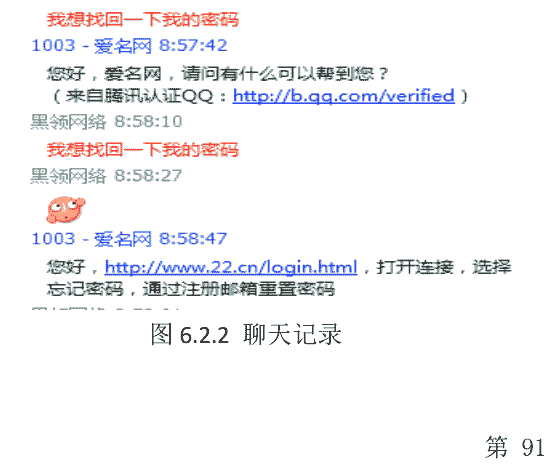 我想找回一下我的密码
1003 - 爱名网 8:57:42
您好，爱名网，请问有什么可以帮到您？
（来自腾讯认证QQ：http://b.qq.com/verified）
黑领网络 8:58:10
我想找回一下我的密码
黑领网络 8:58:27
1003 - 爱名网 8:58:47
您好，http://www.22.cn/login.html，打开连接，选择
忘记密码，通过注册邮箱重置密码
图 6.2.2 聊天记录
第 91